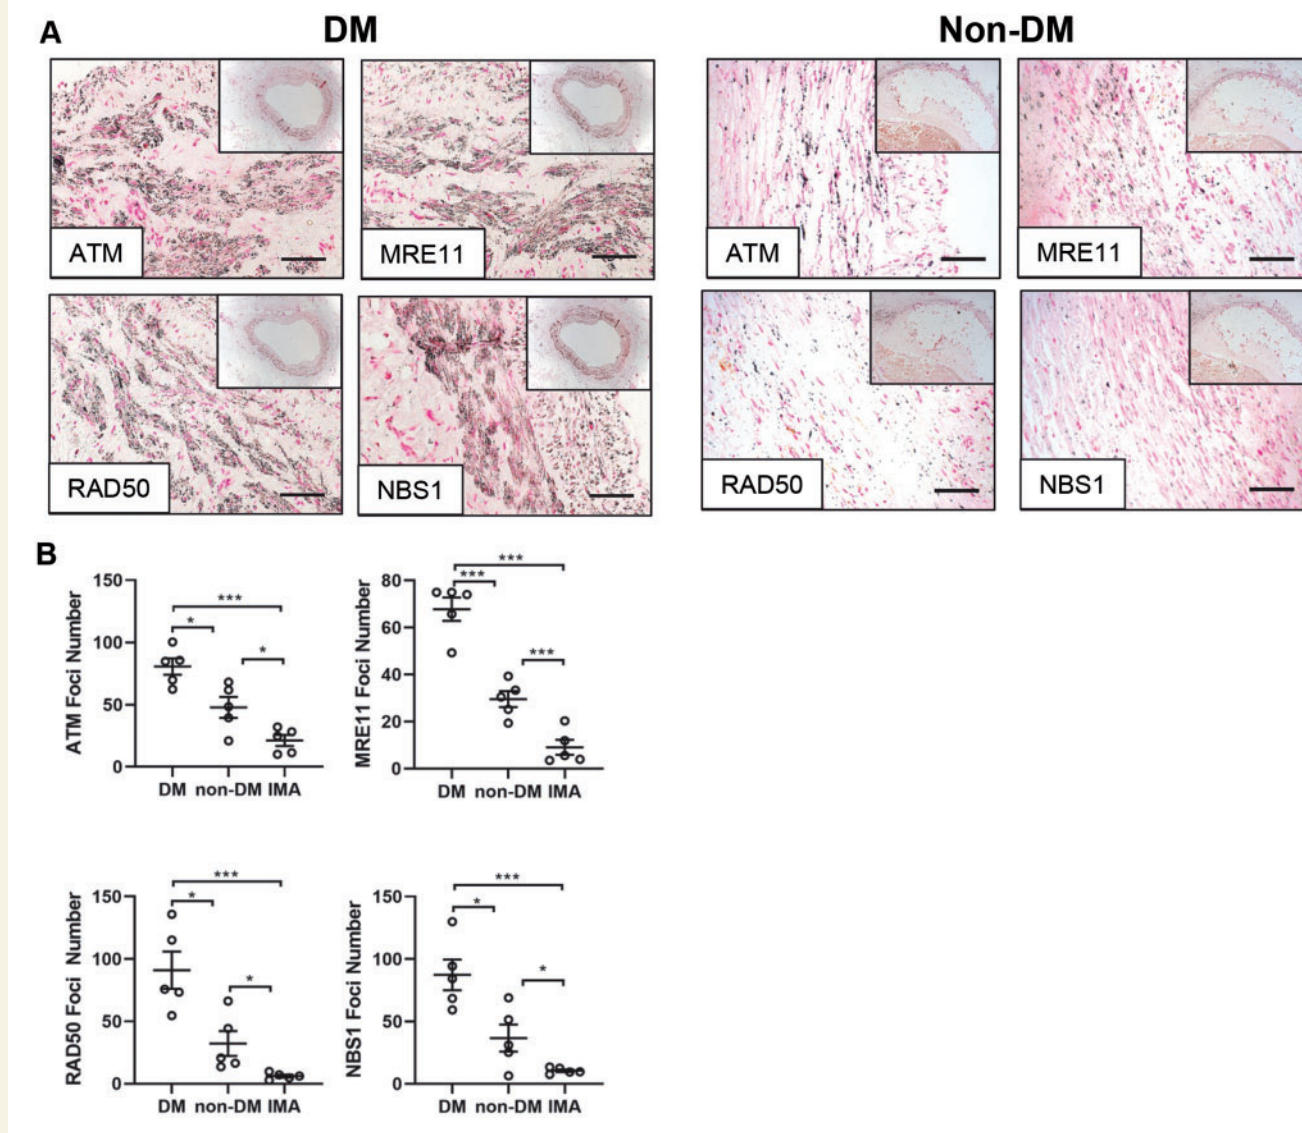 A
DM
Non-DM
ATM
MRE11
ATM
MRE11
RAD50
NBS1
RAD50
NBS1
B
ATM Foci Number
150
100
50
0
***
*
*
DM non-DM IMA
MRE11 Foci Number
80
60
40
20
0
***
***
***
DM non-DM IMA
RAD50 Foci Number
150
100
50
0
***
*
*
DM non-DM IMA
NBS1 Foci Number
150
100
50
0
***
*
*
DM non-DM IMA